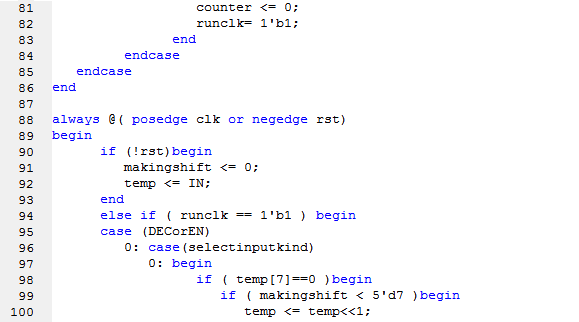 81 counter <= 0;
82 runclk= 1'b1;
83 end
84 endcase
85 endcase
86 end
87
88 always @( posedge clk or negedge rst)
89 begin
90 if (!rst)begin
91 makingshift <= 0;
92 temp <= IN;
93 end
94 else if ( runclk == 1'b1 ) begin
95 case (DECorEN)
96 0: case(selectinputkind)
97 0: begin
98 if ( temp[7]==0 )begin
99 if ( makingshift < 5'd7 )begin
100 temp <= temp<<1;